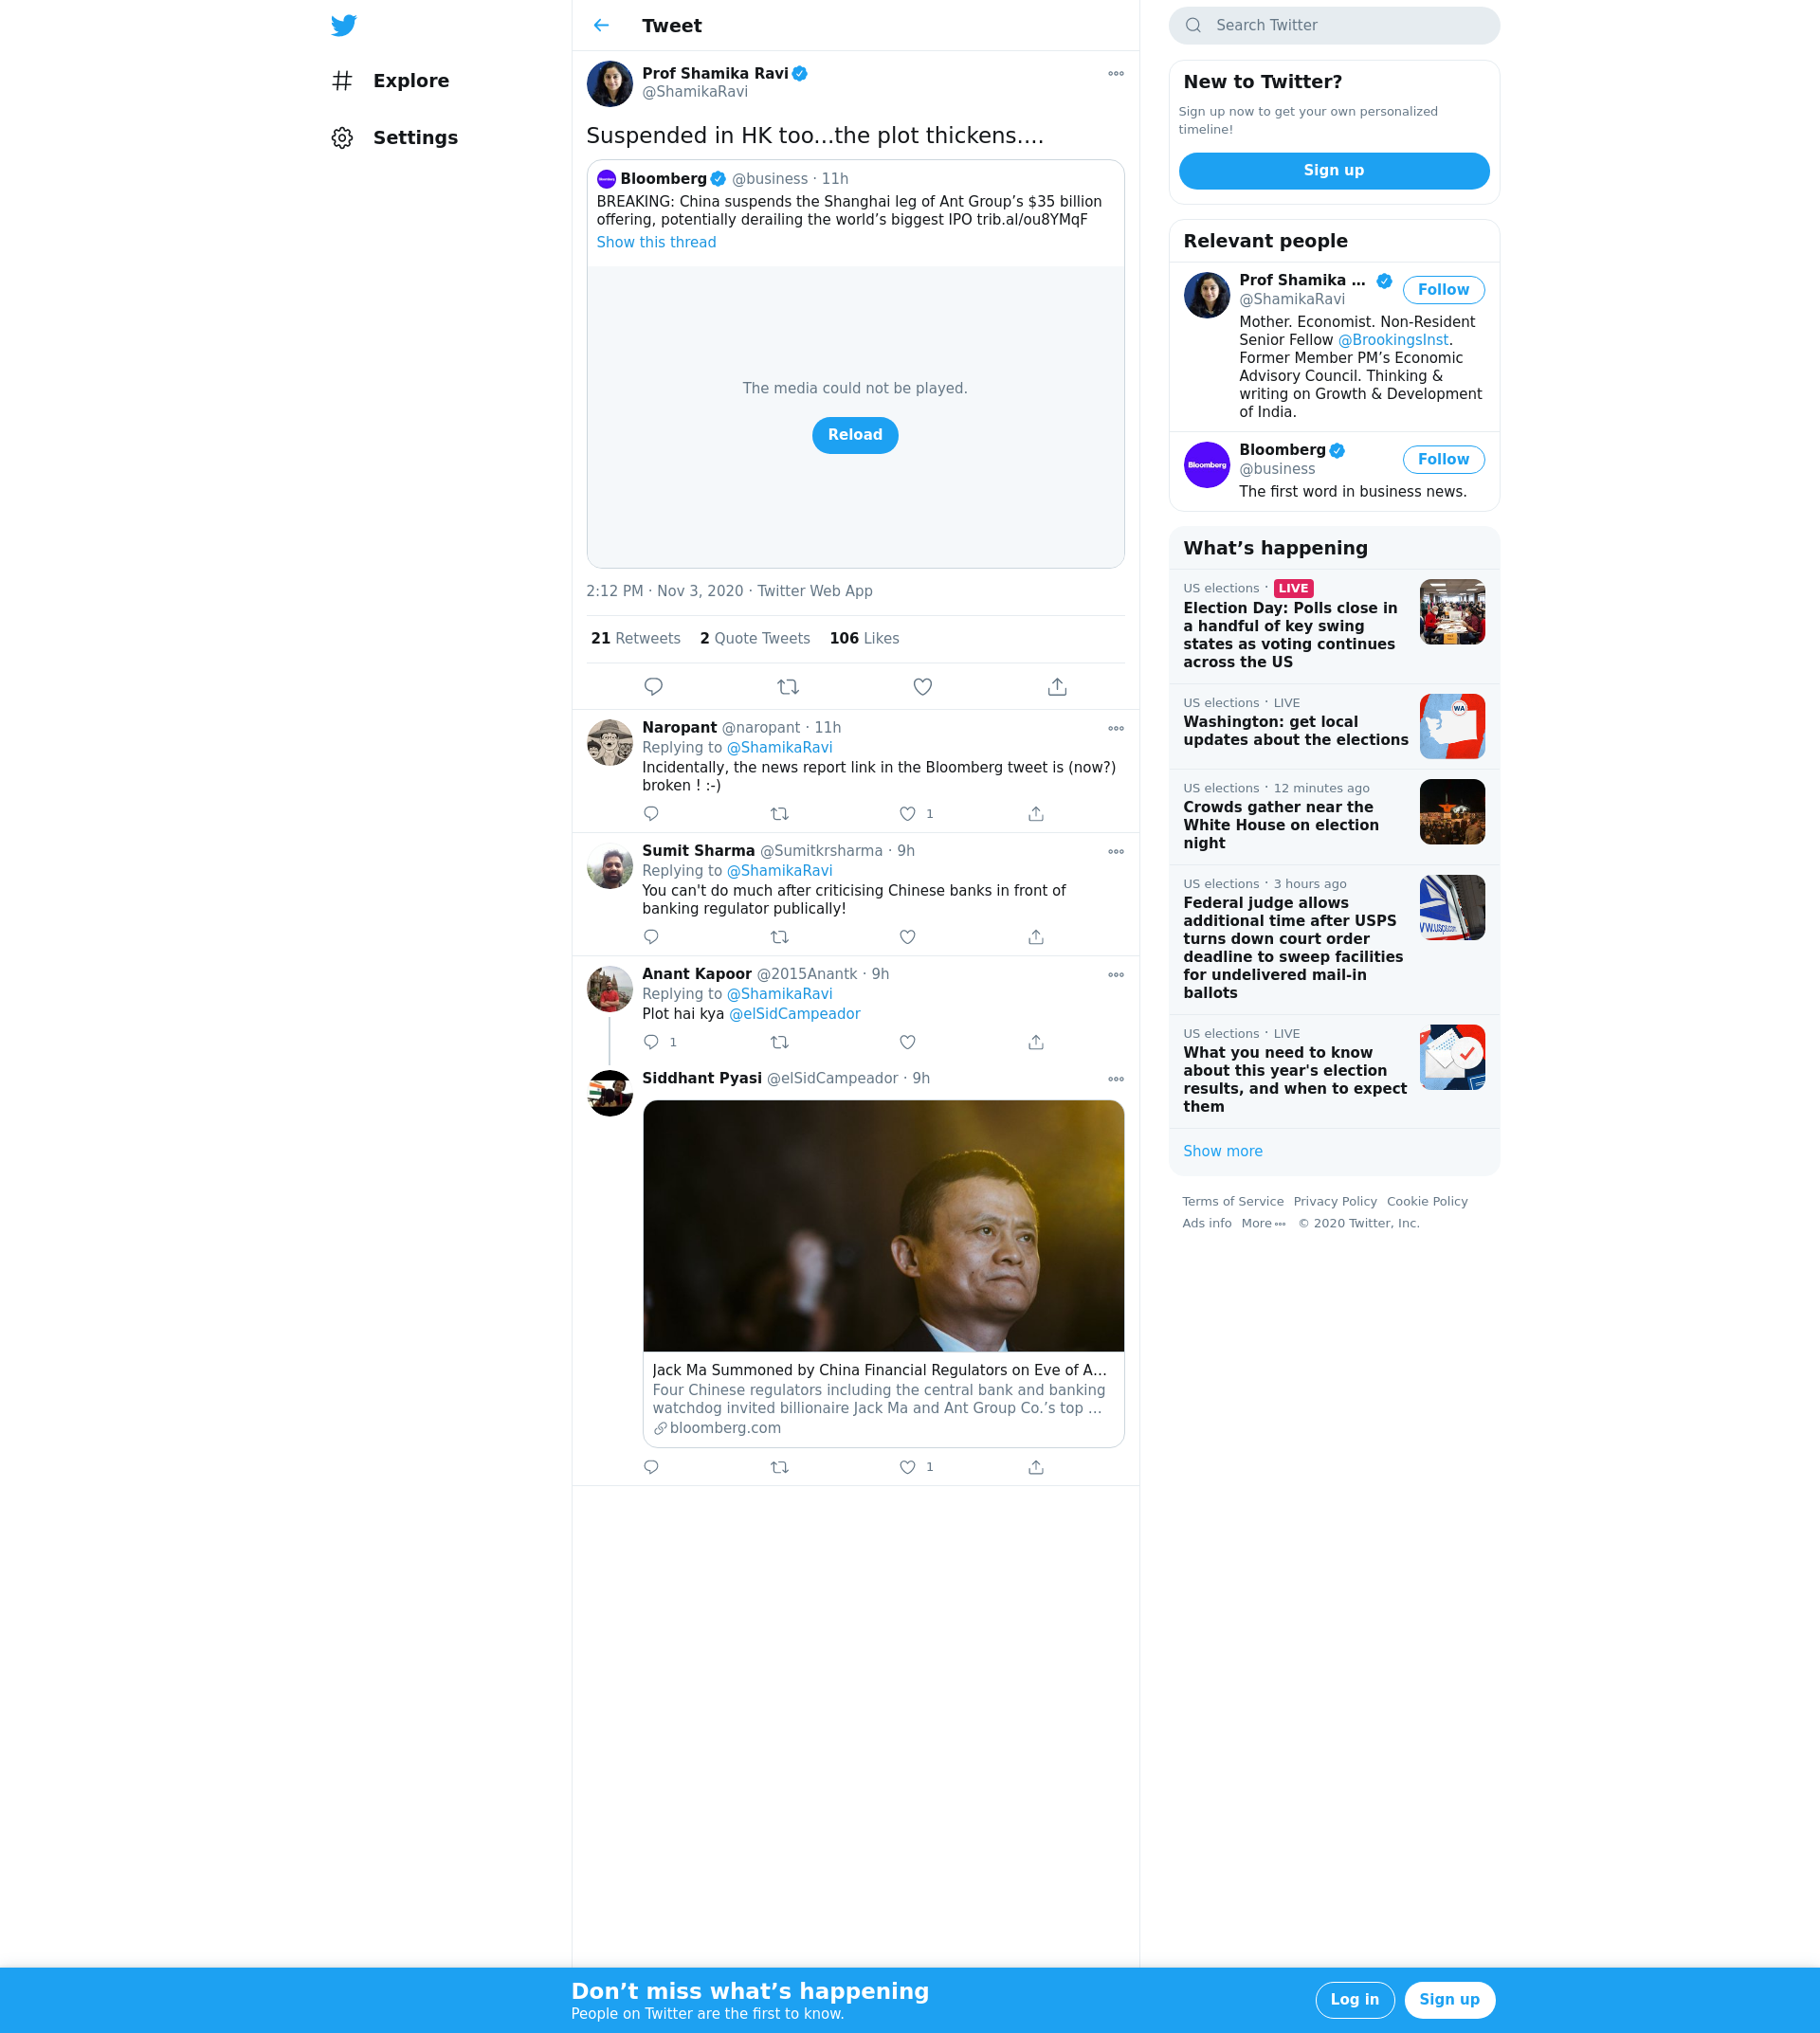 Tweet
Search Twitter
Explore
Settings
Prof Shamika Ravi
@ShamikaRavi
Suspended in HK too...the plot thickens....
Bloomberg @business · 11h
BREAKING: China suspends the Shanghai leg of Ant Group’s $35 billion
offering, potentially derailing the world’s biggest IPO trib.al/ou8YMqF
Show this thread
The media could not be played.
Reload
2:12 PM · Nov 3, 2020 · Twitter Web App
21 Retweets 2 Quote Tweets 106 Likes
Naropant @naropant · 11h
Replying to @ShamikaRavi
Incidentally, the news report link in the Bloomberg tweet is (now?)
broken ! :-)
1
Sumit Sharma @Sumitkrsharma · 9h
Replying to @ShamikaRavi
You can't do much after criticising Chinese banks in front of
banking regulator publically!
Anant Kapoor @2015Anantk · 9h
Replying to @ShamikaRavi
Plot hai kya @elSidCampeador
1
Siddhant Pyasi @elSidCampeador · 9h
Jack Ma Summoned by China Financial Regulators on Eve of A...
Four Chinese regulators including the central bank and banking
watchdog invited billionaire Jack Ma and Ant Group Co.’s top ...
bloomberg.com
1
New to Twitter?
Sign up now to get your own personalized
timeline!
Sign up
Relevant people
Prof Shamika ...
Follow
@ShamikaRavi
Mother. Economist. Non-Resident
Senior Fellow @BrookingsInst.
Former Member PM’s Economic
Advisory Council. Thinking &
writing on Growth & Development
of India.
Bloomberg
Bloomberg
Follow
@business
The first word in business news.
What’s happening
US elections · LIVE
Election Day: Polls close in
a handful of key swing
states as voting continues
across the US
US elections · LIVE
Washington: get local
updates about the elections
WA
US elections · 12 minutes ago
Crowds gather near the
White House on election
night
US elections · 3 hours ago
Federal judge allows
additional time after USPS
turns down court order
deadline to sweep facilities
for undelivered mail-in
ballots
US elections · LIVE
What you need to know
about this year's election
results, and when to expect
them
Show more
Terms of Service Privacy Policy Cookie Policy
Ads info More © 2020 Twitter, Inc.
Don’t miss what’s happening
People on Twitter are the first to know.
Log in
Sign up